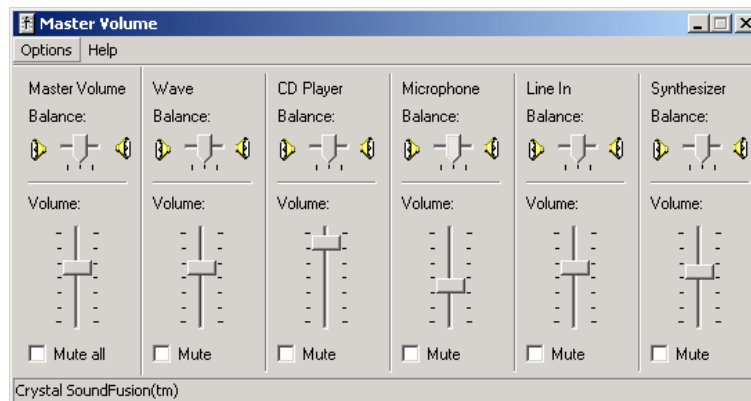 Master Volume
Options Help
Master Volume Wave CD Player Microphone Line In Synthesizer
Balance: Balance: Balance: Balance: Balance: Balance:
Volume: Volume: Volume: Volume: Volume: Volume:
Mute all Mute Mute Mute Mute Mute
Crystal SoundFusion(tm)